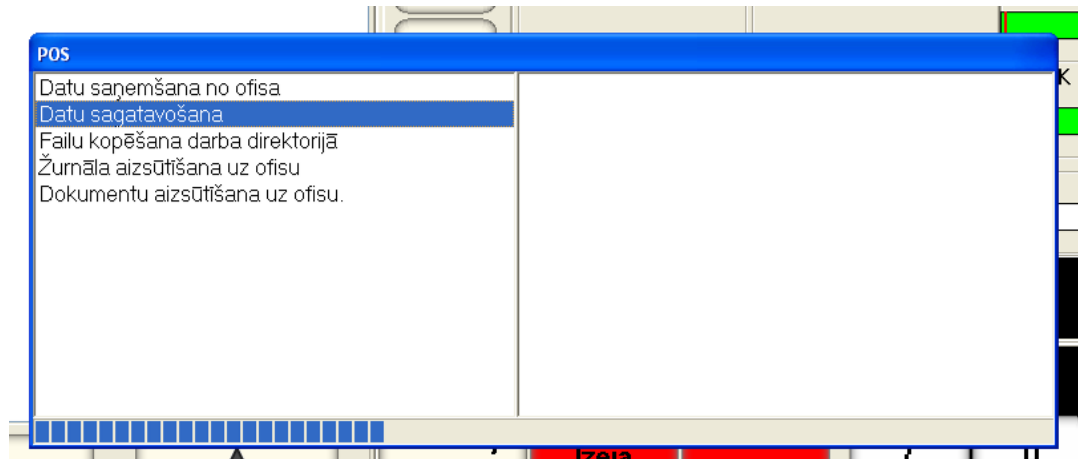 POS
Datu saņemšana no ofisa
Datu sagatavošana
Failu kopēšana darba direktorijā
Žurnāla aizsūtīšana uz ofisu
Dokumentu aizsūtīšana uz ofisu.
K